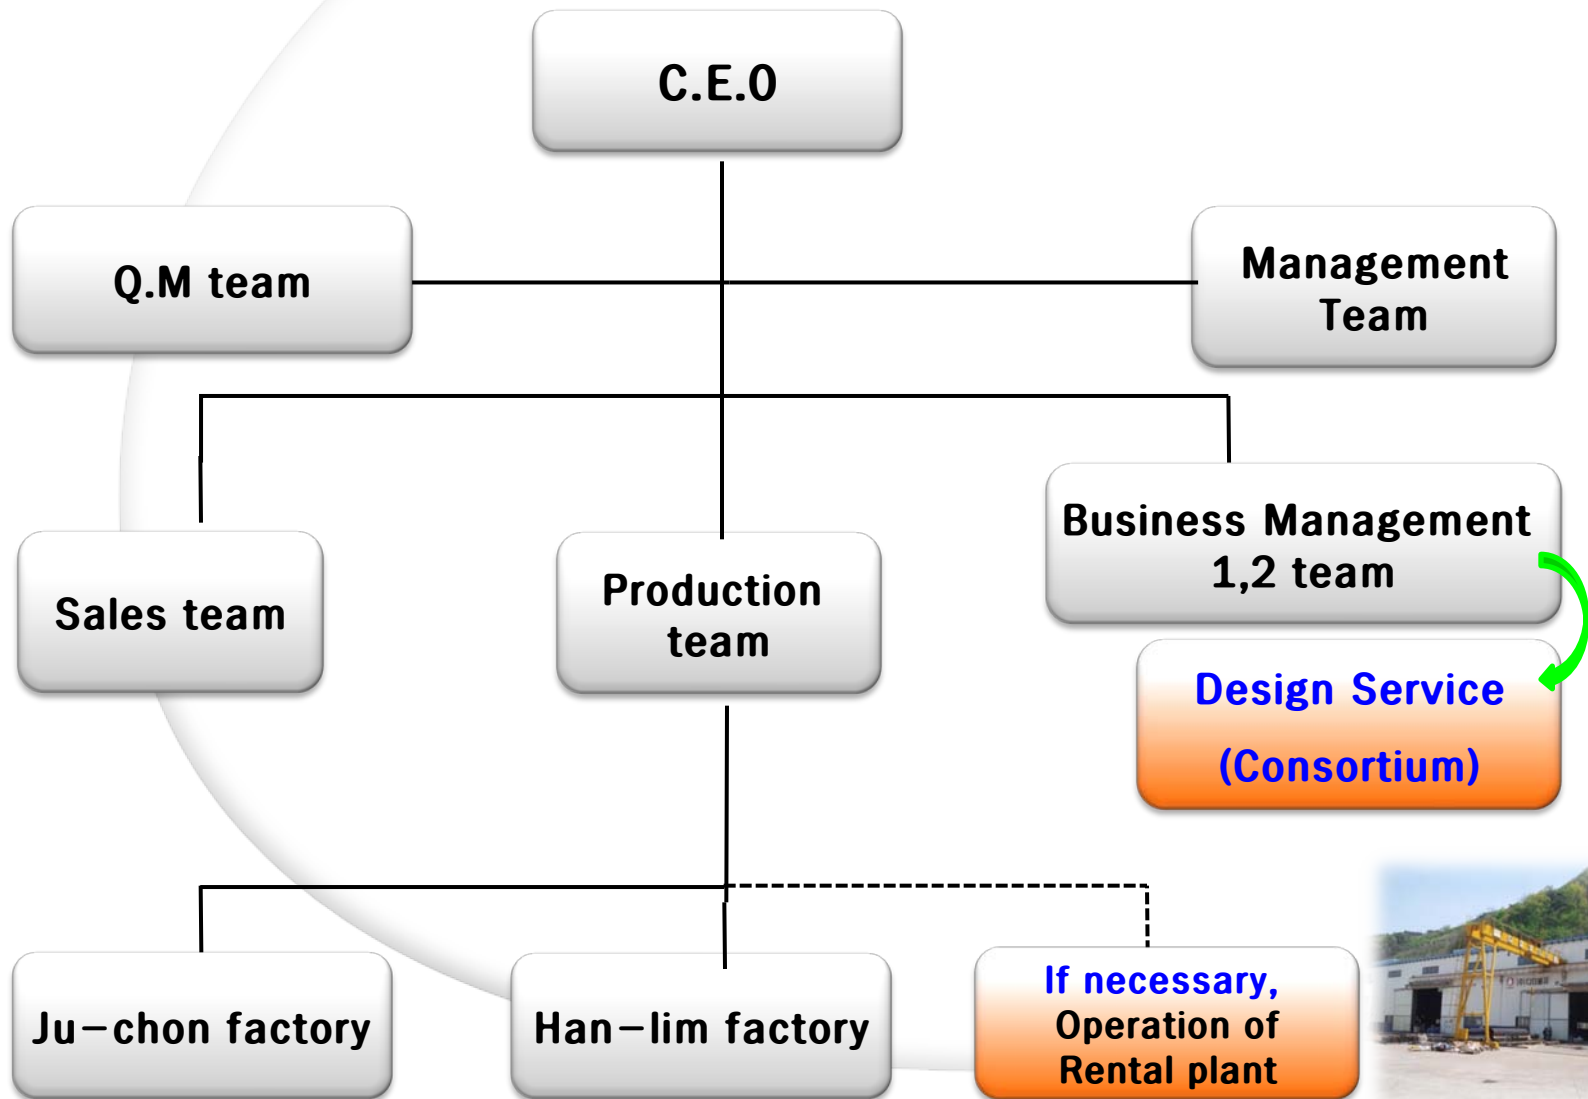 C.E.O
Q.M team
Management
Team
Sales team
Production
team
Business Management
1,2 team
Design Service
(Consortium)
Ju-chon factory
Han-lim factory
If necessary,
Operation of
Rental plant